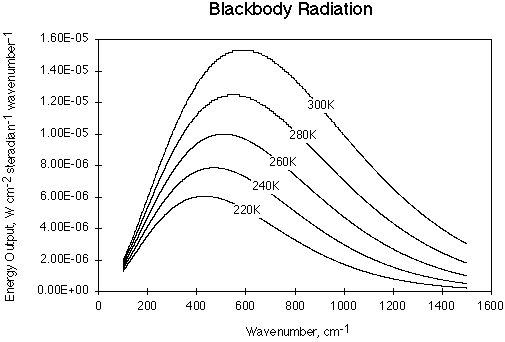 Blackbody Radiation
Energy Output, W cm-2 steradian-1 wavenumber-1
1.60E-05
1.40E-05
1.20E-05
1.00E-05
8.00E-06
6.00E-06
4.00E-06
2.00E-06
0.00E+00
300K
280K
260K
240K
220K
0 200 400 600 800 1000 1200 1400 1600
Wavenumber, cm-1